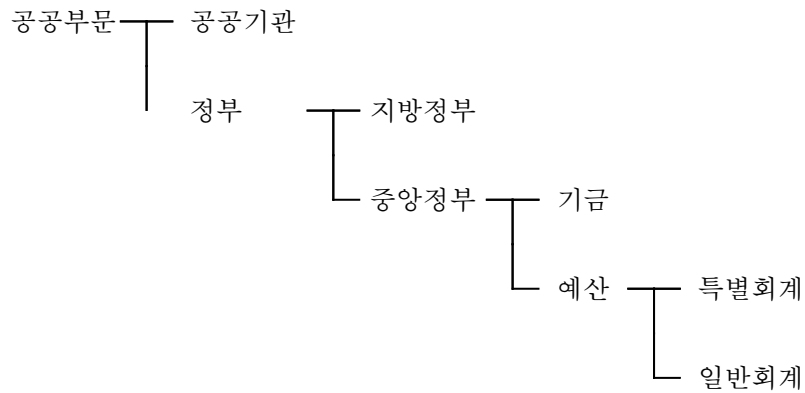 공공부문 공공기관
정부 지방정부
중앙정부 기금
예산 특별회계
일반회계